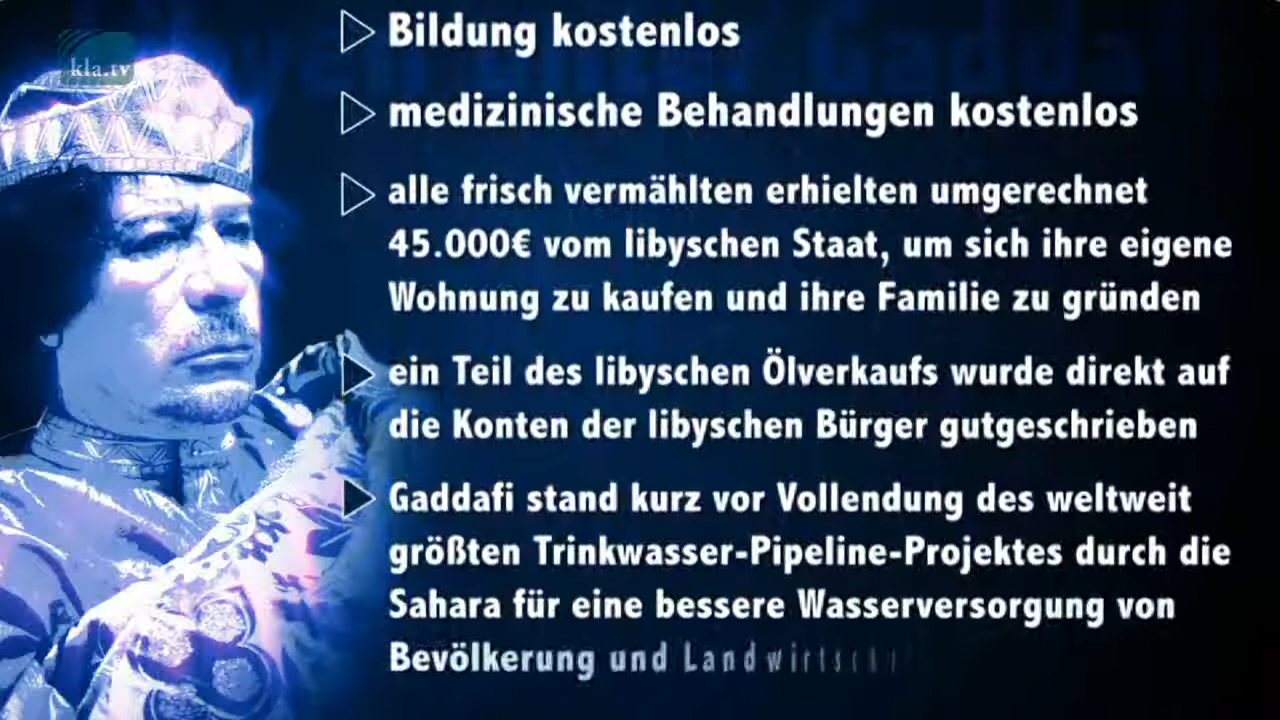 kla.tv
Bildung kostenlos
medizinische Behandlungen kostenlos
alle frisch vermählten erhielten umgerechnet
45.000€ vom libyschen Staat, um sich ihre eigene
Wohnung zu kaufen und ihre Familie zu gründen
ein Teil des libyschen Ölverkaufs wurde direkt auf
die Konten der libyschen Bürger gutgeschrieben
Gaddafi stand kurz vor Vollendung des weltweit
größten Trinkwasser-Pipeline-Projektes durch die
Sahara für eine bessere Wasserversorgung von
Bevölkerung und